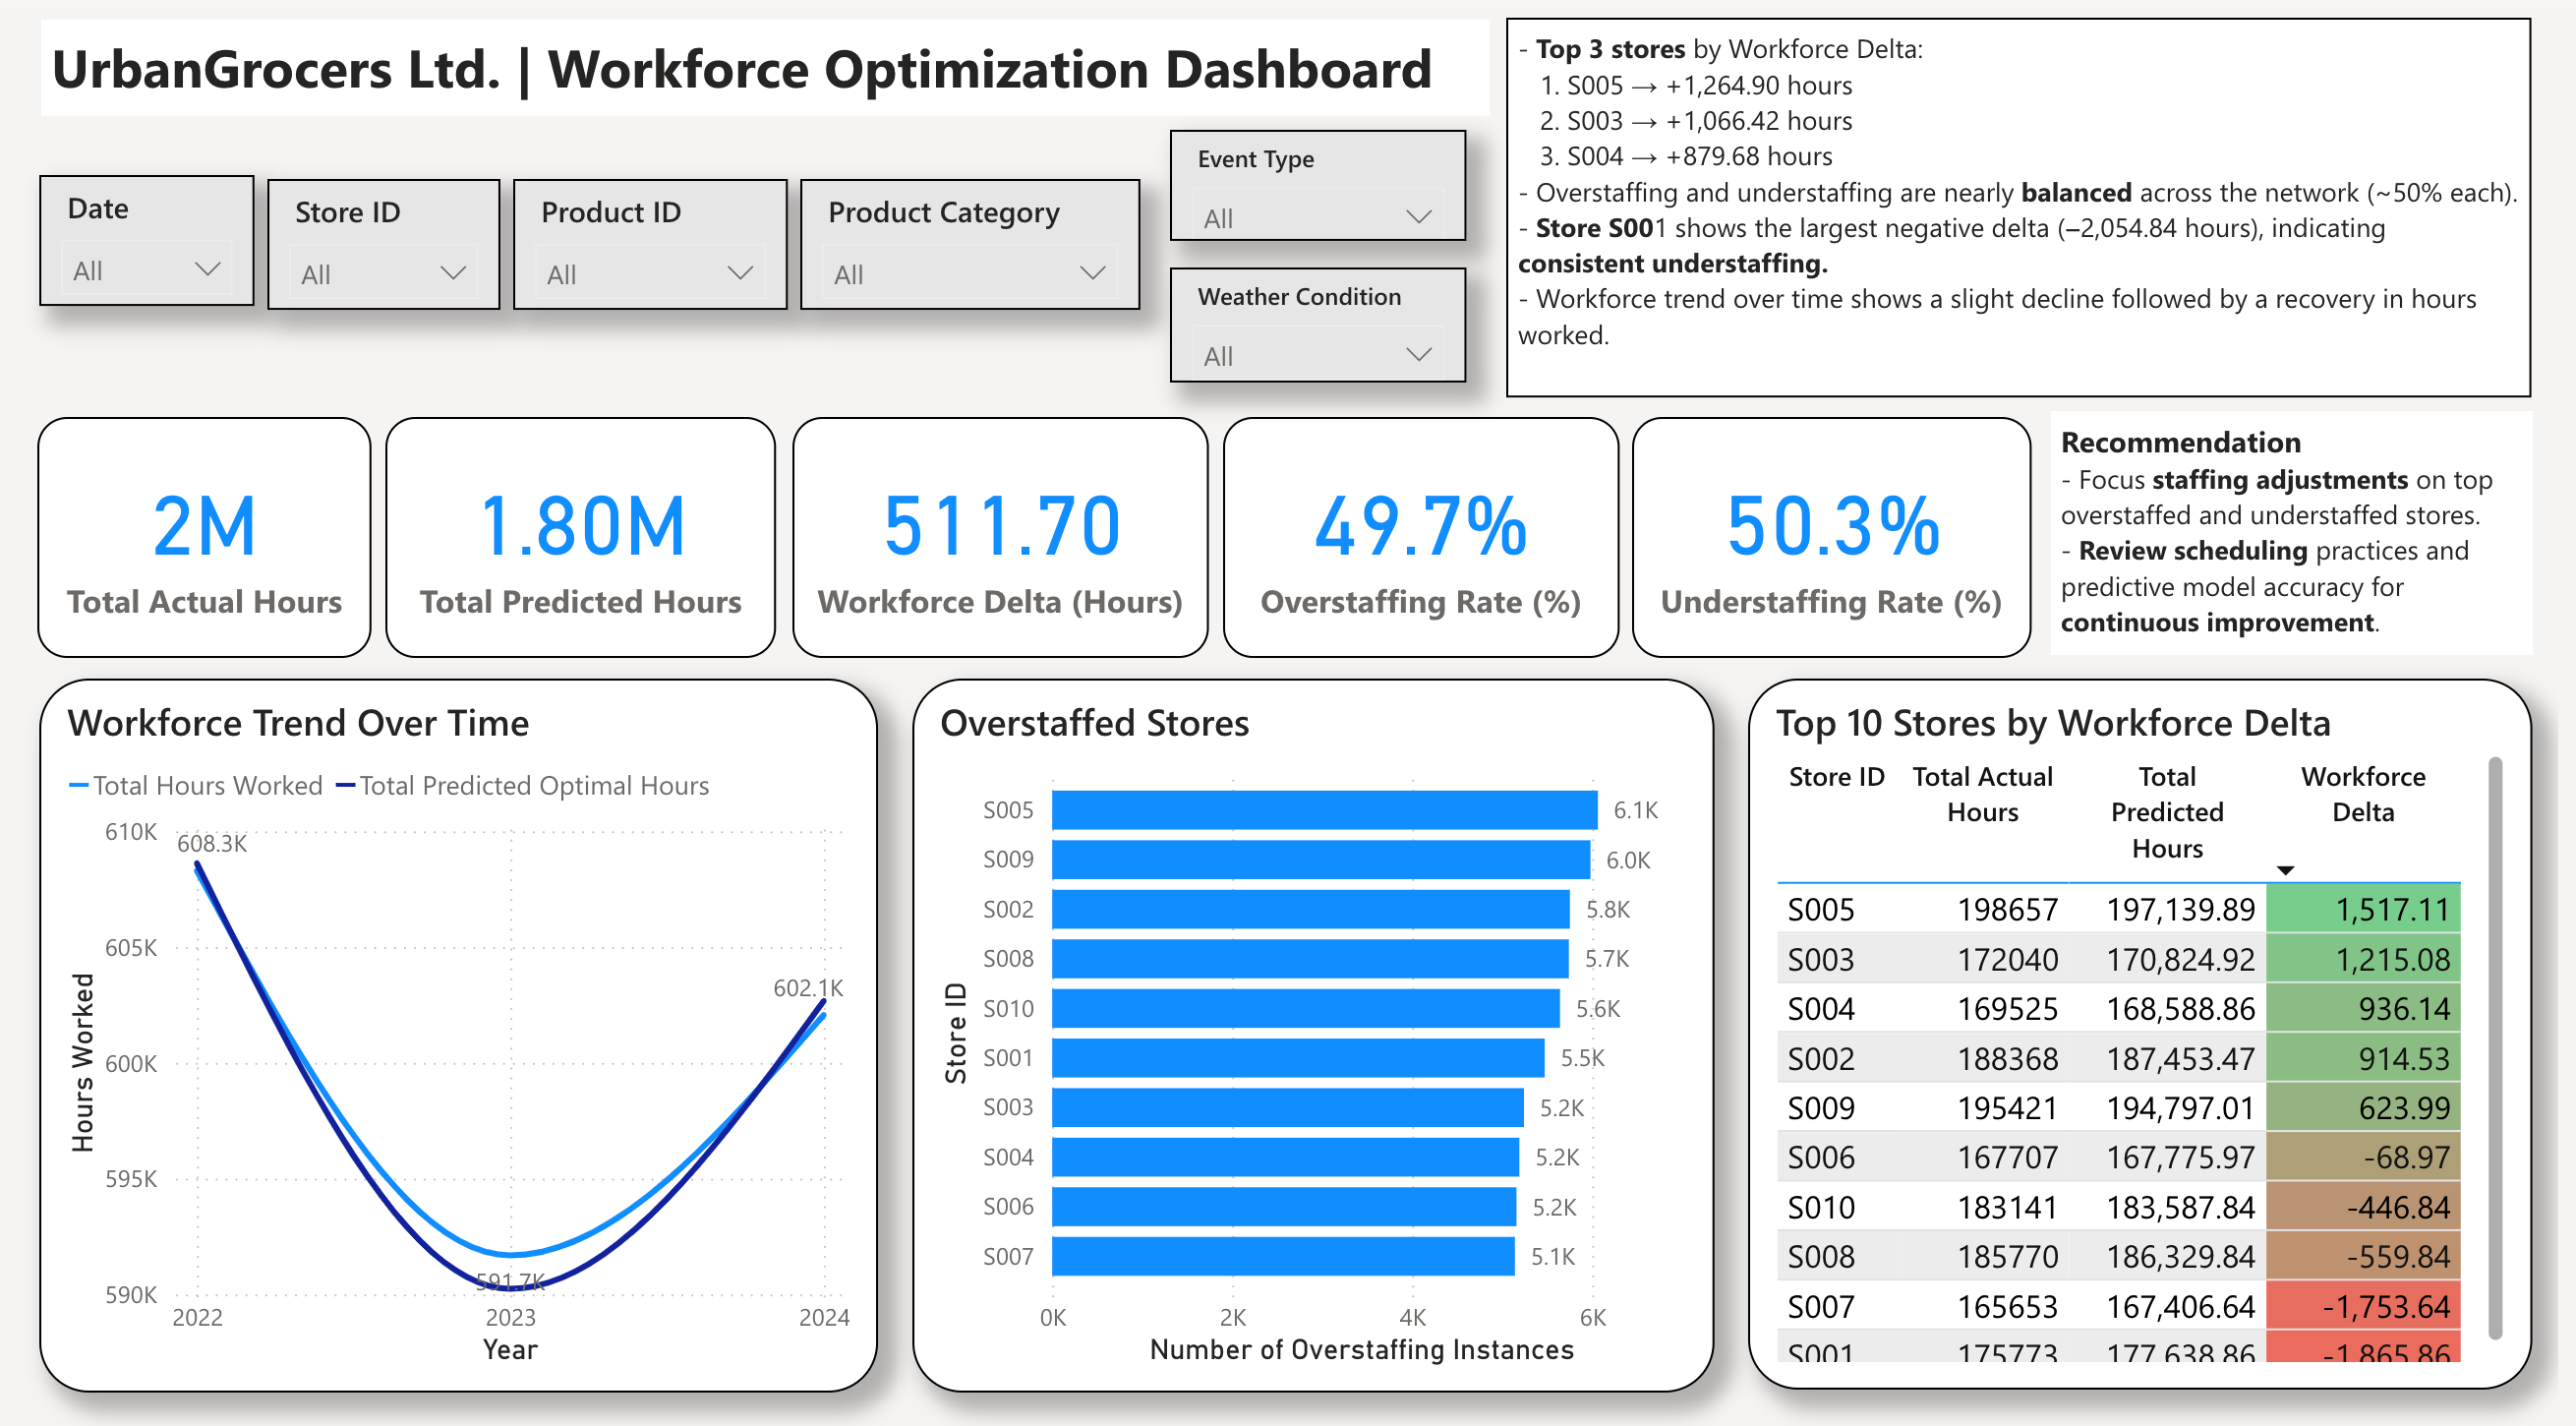 UrbanGrocers Ltd. | Workforce Optimization Dashboard
- Top 3 stores by Workforce Delta:
1. S005 → +1,264.90 hours
2. S003 → +1,066.42 hours
3. S004 → +879.68 hours
- Overstaffing and understaffing are nearly balanced across the network (~50% each).
- Store S001 shows the largest negative delta (–2,054.84 hours), indicating
consistent understaffing.
- Workforce trend over time shows a slight decline followed by a recovery in hours
worked.
Date
All
Store ID
All
Product ID
All
Product Category
All
Event Type
All
Weather Condition
All
2M
Total Actual Hours
1.80M
Total Predicted Hours
511.70
Workforce Delta (Hours)
49.7%
Overstaffing Rate (%)
50.3%
Understaffing Rate (%)
Recommendation
- Focus staffing adjustments on top
overstaffed and understaffed stores.
- Review scheduling practices and
predictive model accuracy for
continuous improvement.
Workforce Trend Over Time
Total Hours Worked Total Predicted Optimal Hours
Hours Worked
610K
605K
600K
595K
590K
608.3K
591.7K
602.1K
2022 2023 2024
Year
Overstaffed Stores
Store ID
S005 6.1K
S009 6.0K
S002 5.8K
S008 5.7K
S010 5.6K
S001 5.5K
S003 5.2K
S004 5.2K
S006 5.2K
S007 5.1K
0K 2K 4K 6K
Number of Overstaffing Instances
Top 10 Stores by Workforce Delta
Store ID Total Actual Total Workforce
Hours Predicted Delta
Hours
S005 198657 197,139.89 1,517.11
S003 172040 170,824.92 1,215.08
S004 169525 168,588.86 936.14
S002 188368 187,453.47 914.53
S009 195421 194,797.01 623.99
S006 167707 167,775.97 -68.97
S010 183141 183,587.84 -446.84
S008 185770 186,329.84 -559.84
S007 165653 167,406.64 -1,753.64
S001 175773 177,638.86 -1,865.86